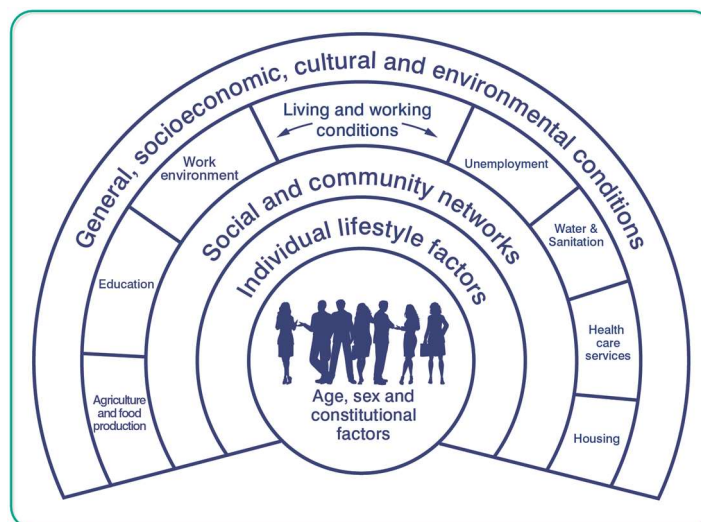 General, socioeconomic, cultural and environmental conditions
Living and working
conditions
Work
environment
Unemployment
Social and community networks
Water &
Sanitation
Individual lifestyle factors
Education
Health
care
services
Agriculture
and food
production
Age, sex and
constitutional
factors
Housing